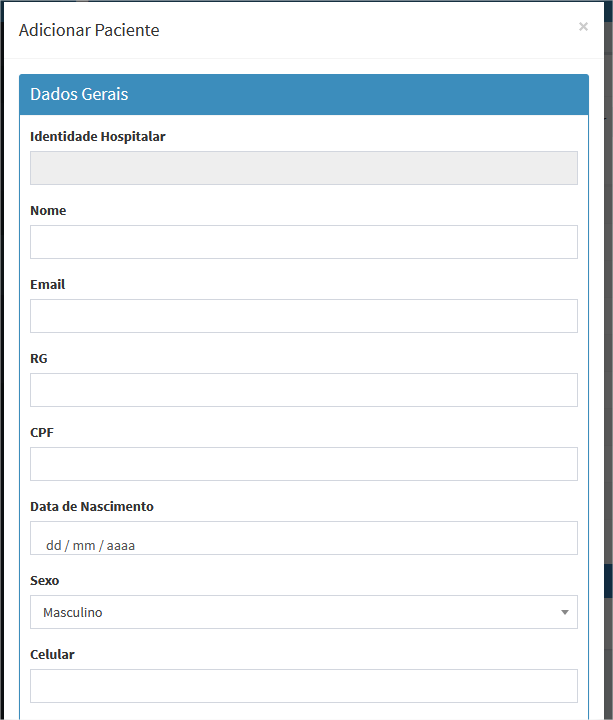 Adicionar Paciente
×
Dados Gerais
Identidade Hospitalar
Nome
Email
RG
CPF
Data de Nascimento
dd / mm / aaaa
Sexo
Masculino
Celular